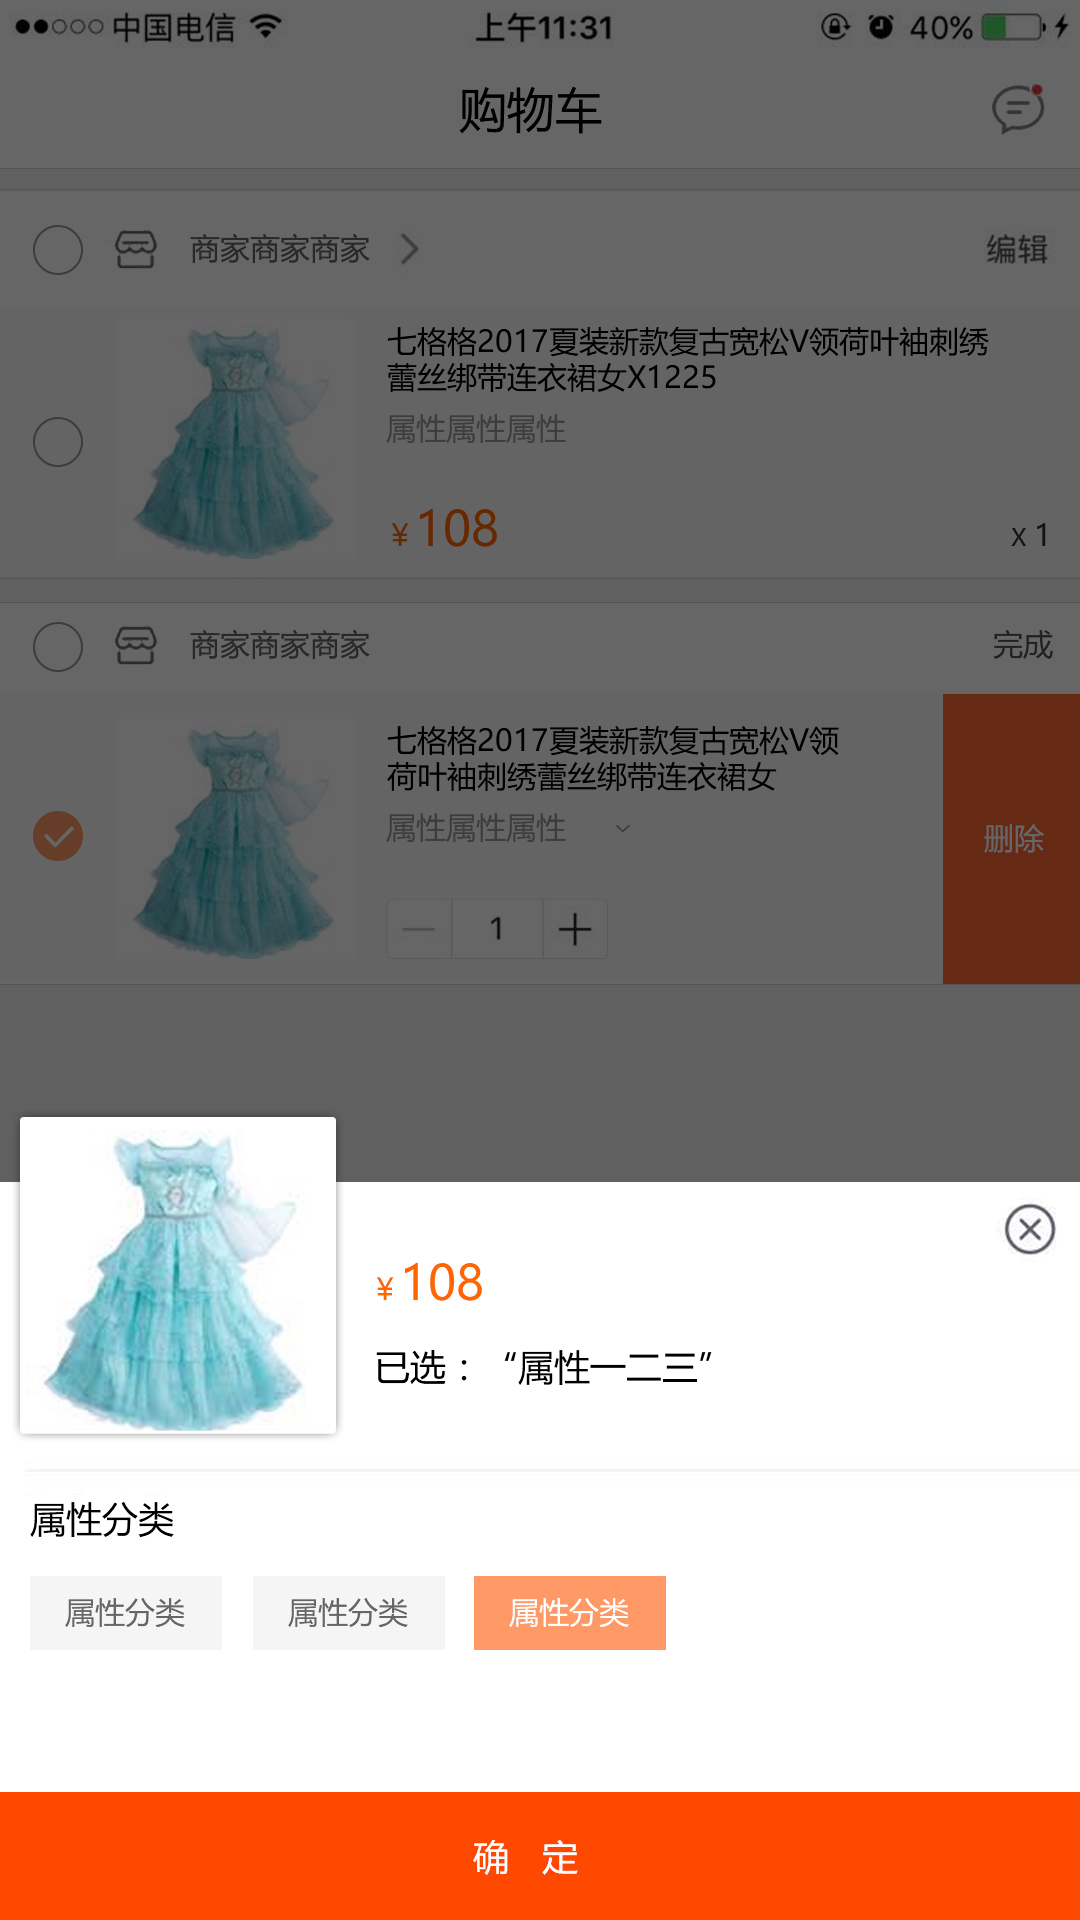 中国电信 上午11:31 40%
购物车
商家商家商家 编辑
七格格2017夏装新款复古宽松V领荷叶袖刺绣
蕾丝绑带连衣裙女X1225
属性属性属性
¥108 x 1
商家商家商家 完成
七格格2017夏装新款复古宽松V领
荷叶袖刺绣蕾丝绑带连衣裙女
属性属性属性
删除
1
¥108
已选：“属性一二三”
属性分类
属性分类 属性分类 属性分类
确 定